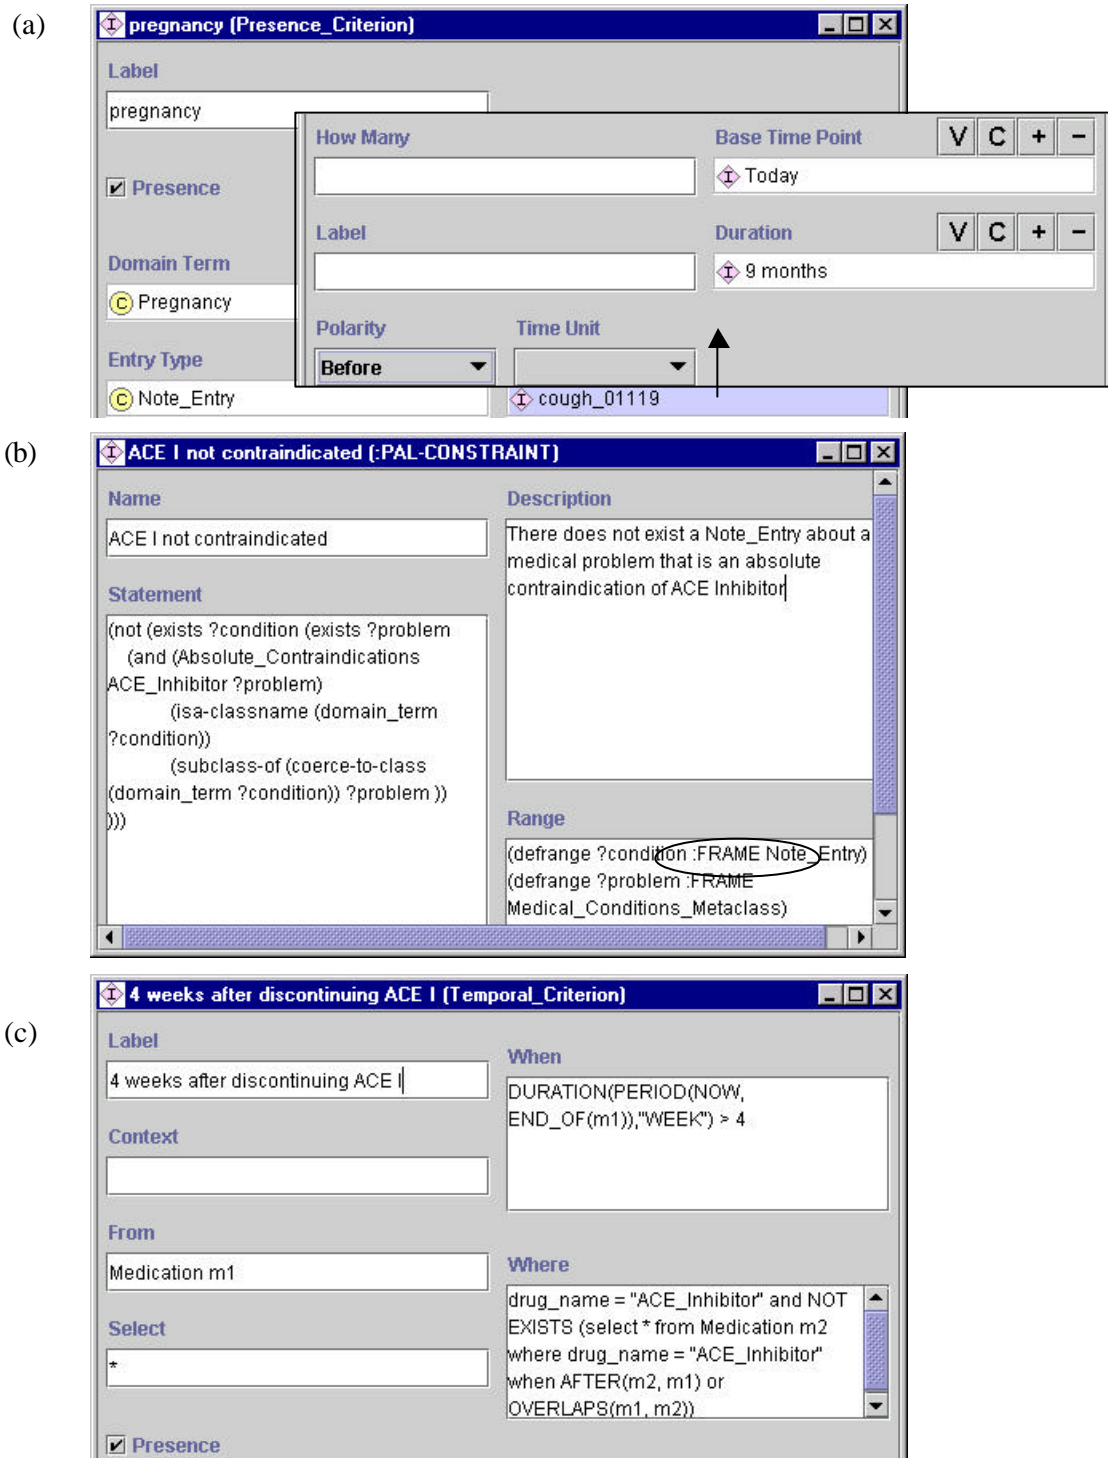 (a)
pregnancy (Presence_Criterion)
Label
pregnancy
Presence
Domain Term
C Pregnancy
Entry Type
C Note_Entry
How Many
Base Time Point
V C + -
I Today
Label
Duration
V C + -
I 9 months
Polarity
Time Unit
Before
I cough_01119
(b)
ACE I not contraindicated (:PAL-CONSTRAINT)
Name
ACE I not contraindicated
Statement
(not (exists ?condition (exists ?problem
(and (Absolute_Contraindications
ACE_Inhibitor ?problem)
(isa-classname (domain_term
?condition))
(subclass-of (coerce-to-class
(domain_term ?condition)) ?problem ))
)))
Description
There does not exist a Note_Entry about a
medical problem that is an absolute
contraindication of ACE Inhibitor
Range
(defrange ?condition :FRAME Note_Entry)
(defrange ?problem :FRAME
Medical_Conditions_Metaclass)
(c)
4 weeks after discontinuing ACE I (Temporal_Criterion)
Label
4 weeks after discontinuing ACE I
Context
From
Medication m1
Select
*
Presence
When
DURATION(PERIOD(NOW,
END_OF(m1)),"WEEK") > 4
Where
drug_name = "ACE_Inhibitor" and NOT
EXISTS (select * from Medication m2
where drug_name = "ACE_Inhibitor"
when AFTER(m2, m1) or
OVERLAPS(m1, m2))